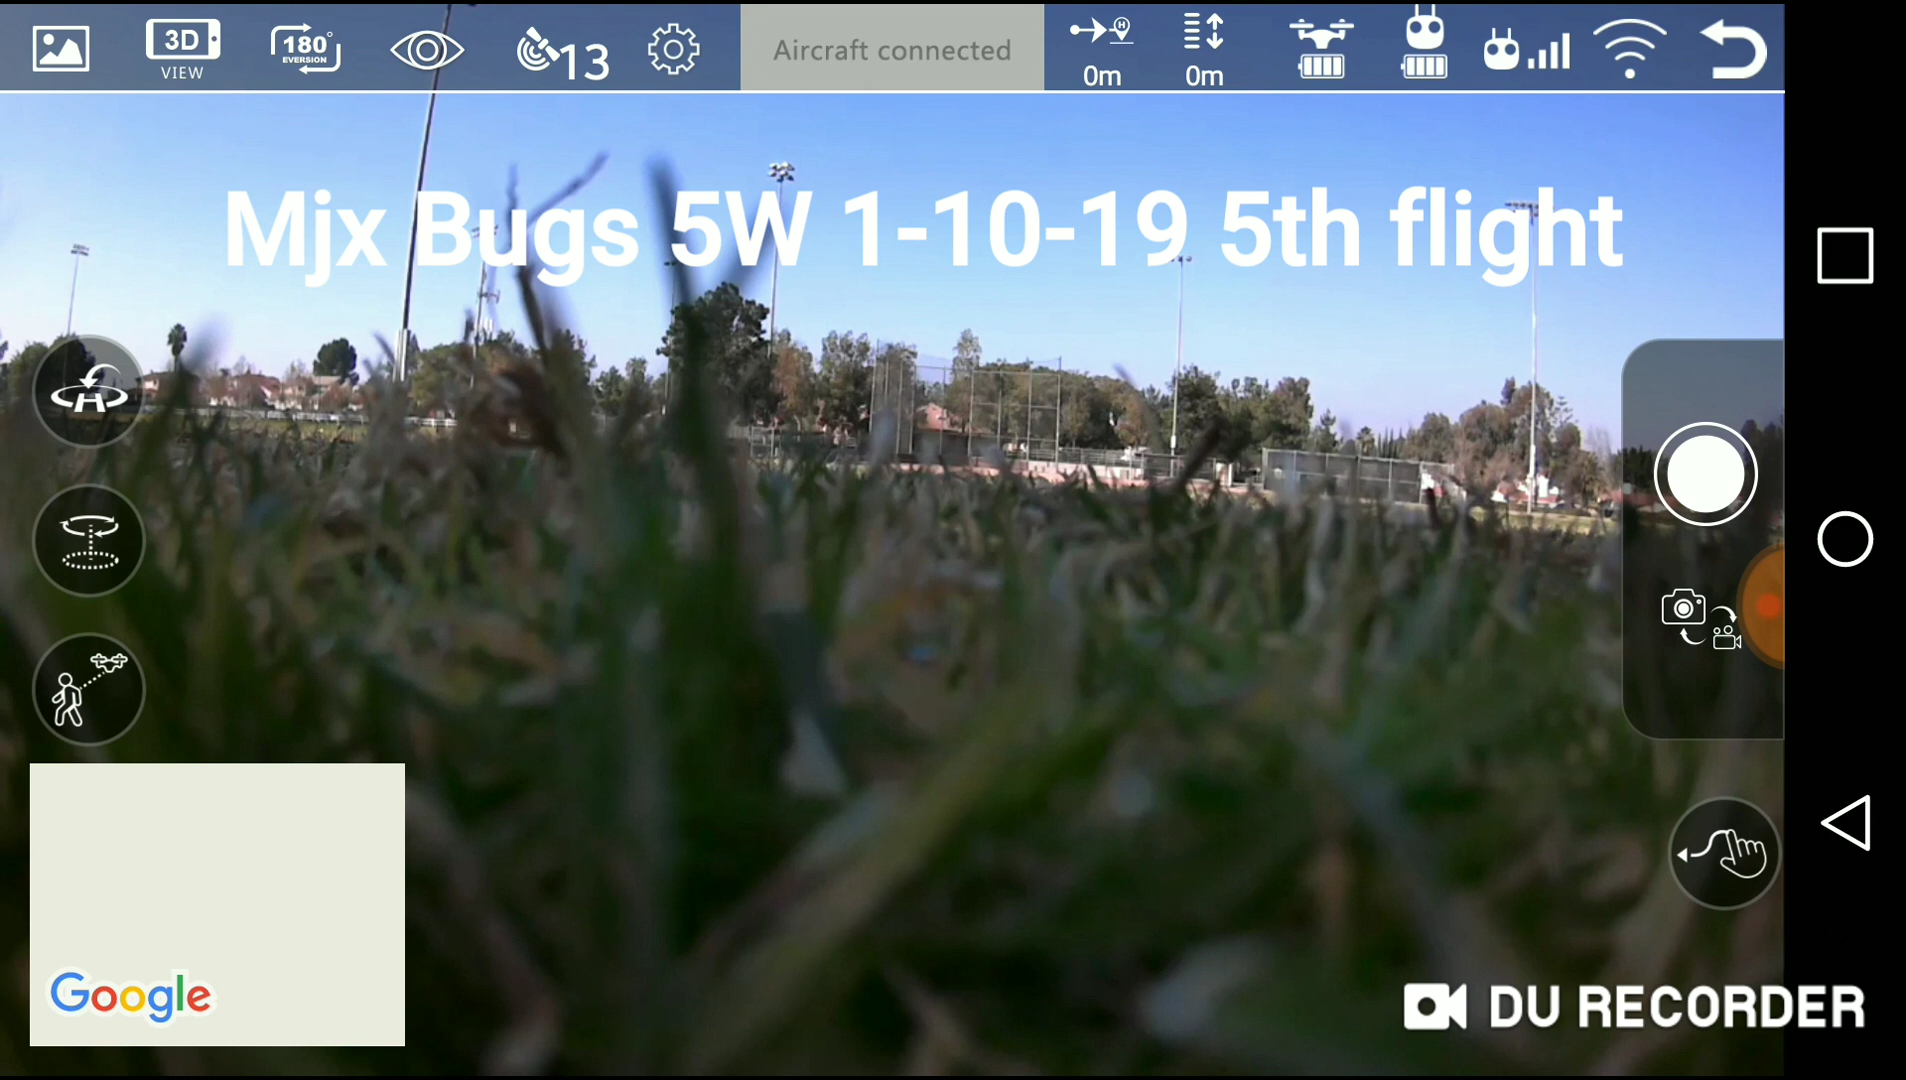 3D
VIEW
180°
EVERSION
13
Aircraft connected
H
0m
0m
Mjx Bugs 5W 1-10-19 5th flight
H
Google
DU RECORDER